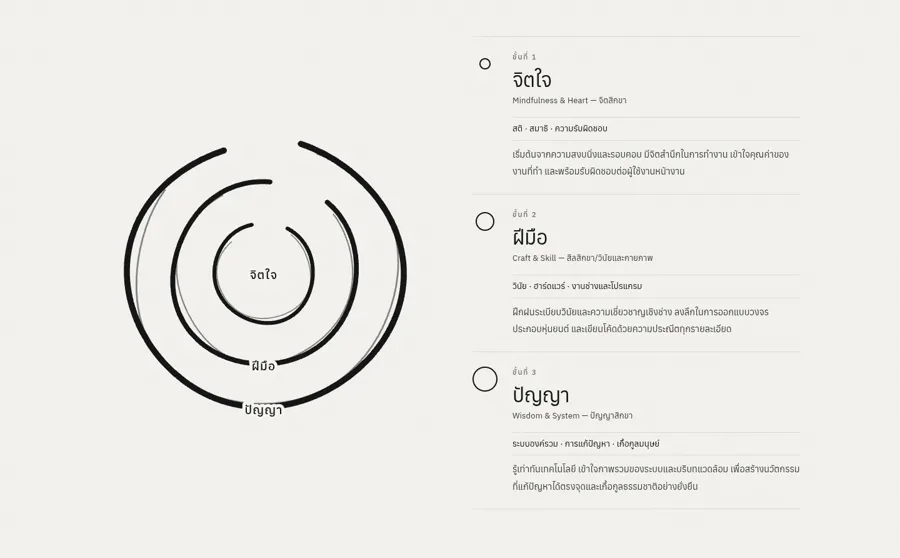 จิตใจ
ฝีมือ
ปัญญา
ขั้นที่ 1
จิตใจ
Mindfulness & Heart — จิตสิกขา
สติ · สมาธิ · ความรับผิดชอบ
เริ่มต้นจากความสงบนิ่งและรอบคอบ มีจิตสำนึกในการทำงาน เข้าใจคุณค่าของ
งานที่ทำ และพร้อมรับผิดชอบต่อผู้ใช้งานหน้างาน
ขั้นที่ 2
ฝีมือ
Craft & Skill — สิลสิกขา/วินัยและกายภาพ
วินัย · ฮาร์ดแวร์ · งานช่างและโปรแกรม
ฝึกฝนระเบียบวินัยและความเชี่ยวชาญเชิงช่าง ลงลึกในการออกแบบวงจร
ประกอบหุ่นยนต์ และเขียนโค้ดด้วยความประณีตทุกรายละเอียด
ขั้นที่ 3
ปัญญา
Wisdom & System — ปัญญาสิกขา
ระบบองค์รวม · การแก้ปัญหา · เกื้อกูลมนุษย์
รู้เท่าทันเทคโนโลยี เข้าใจภาพรวมของระบบและบริบทแวดล้อม เพื่อสร้างนวัตกรรม
ที่แก้ปัญหาได้ตรงจุดและเกื้อกูลธรรมชาติอย่างยั่งยืน